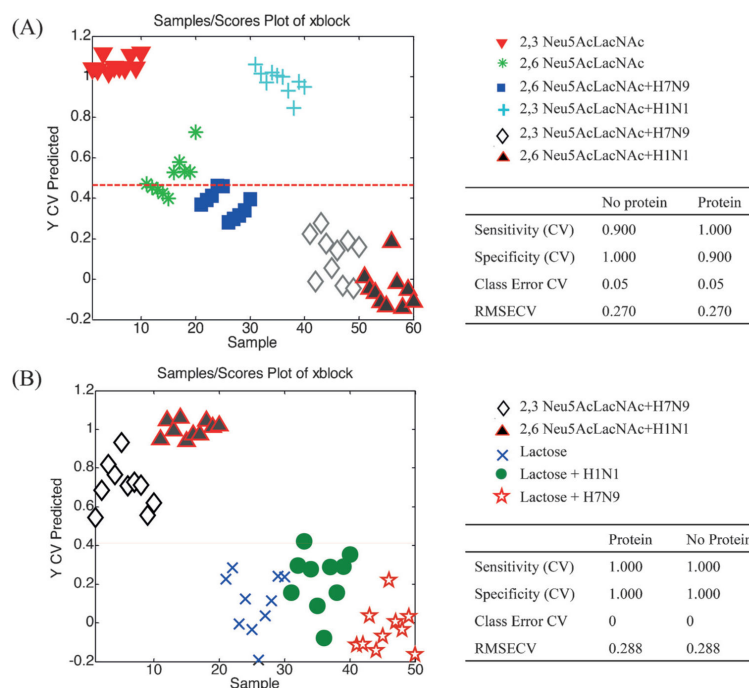 (A)
Samples/Scores Plot of xblock
Y CV Predicted
1.2
1
0.8
0.6
0.4
0.2
0
-0.2
10
20
30
40
50
60
Sample
2,3 Neu5AcLacNAc
2,6 Neu5AcLacNAc
2,6 Neu5AcLacNAc+H7N9
2,3 Neu5AcLacNAc+H1N1
2,3 Neu5AcLacNAc+H7N9
2,6 Neu5AcLacNAc+H1N1
No protein Protein
Sensitivity (CV) 0.900 1.000
Specificity (CV) 1.000 0.900
Class Error CV 0.05 0.05
RMSECV 0.270 0.270
(B)
Samples/Scores Plot of xblock
Y CV Predicted
1.2
1
0.8
0.6
0.4
0.2
0
-0.2
10
20
30
40
50
Sample
2,3 Neu5AcLacNAc+H7N9
2,6 Neu5AcLacNAc+H1N1
Lactose
Lactose + H1N1
Lactose + H7N9
Protein No Protein
Sensitivity (CV) 1.000 1.000
Specificity (CV) 1.000 1.000
Class Error CV 0 0
RMSECV 0.288 0.288